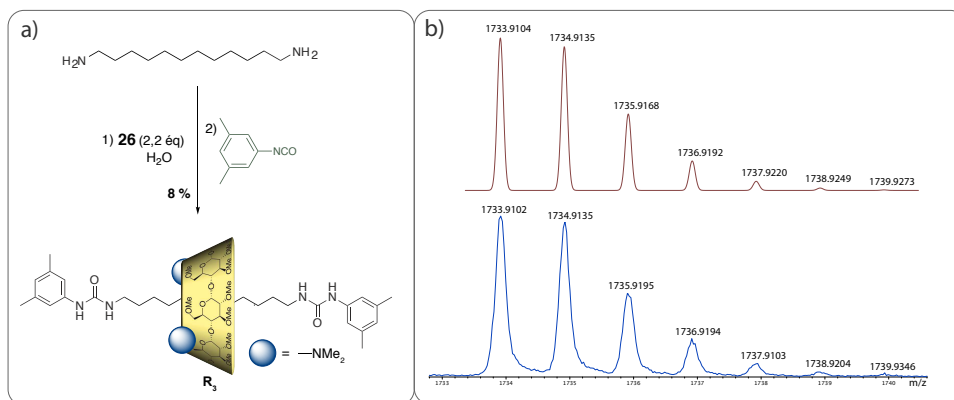 a)
H₂N
NH₂
1) 26 (2,2 éq)
H₂O
2)
NCO
8 %
O
N
H
N
H
OMe
OMe
OMe
OMe
OMe
H
N
H
N
O
= —NMe₂
R₃
b)
1733.9104
1734.9135
1735.9168
1736.9192
1737.9220
1738.9249
1739.9273
1733.9102
1734.9135
1735.9195
1736.9194
1737.9103
1738.9204
1739.9346
1733 1734 1735 1736 1737 1738 1739 1740 m/z